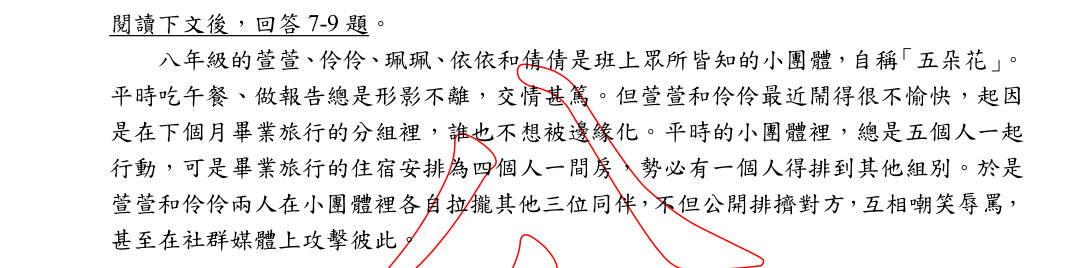 閱讀下文後，回答 7-9 題。
八年級的萱萱、伶伶、珮珮、依依和倩倩是班上眾所皆知的小團體，自稱「五朵花」。
平時吃午餐、做報告總是形影不離，交情甚篤。但萱萱和伶伶最近鬧得很不愉快，起因
是在下個月畢業旅行的分組裡，誰也不想被邊緣化。平時的小團體裡，總是五個人一起
行動，可是畢業旅行的住宿安排為四個人一間房，勢必有一個人得排到其他組別。於是
萱萱和伶伶兩人在小團體裡各自拉攏其他三位同伴，不但公開排擠對方，互相嘲笑辱罵，
甚至在社群媒體上攻擊彼此。